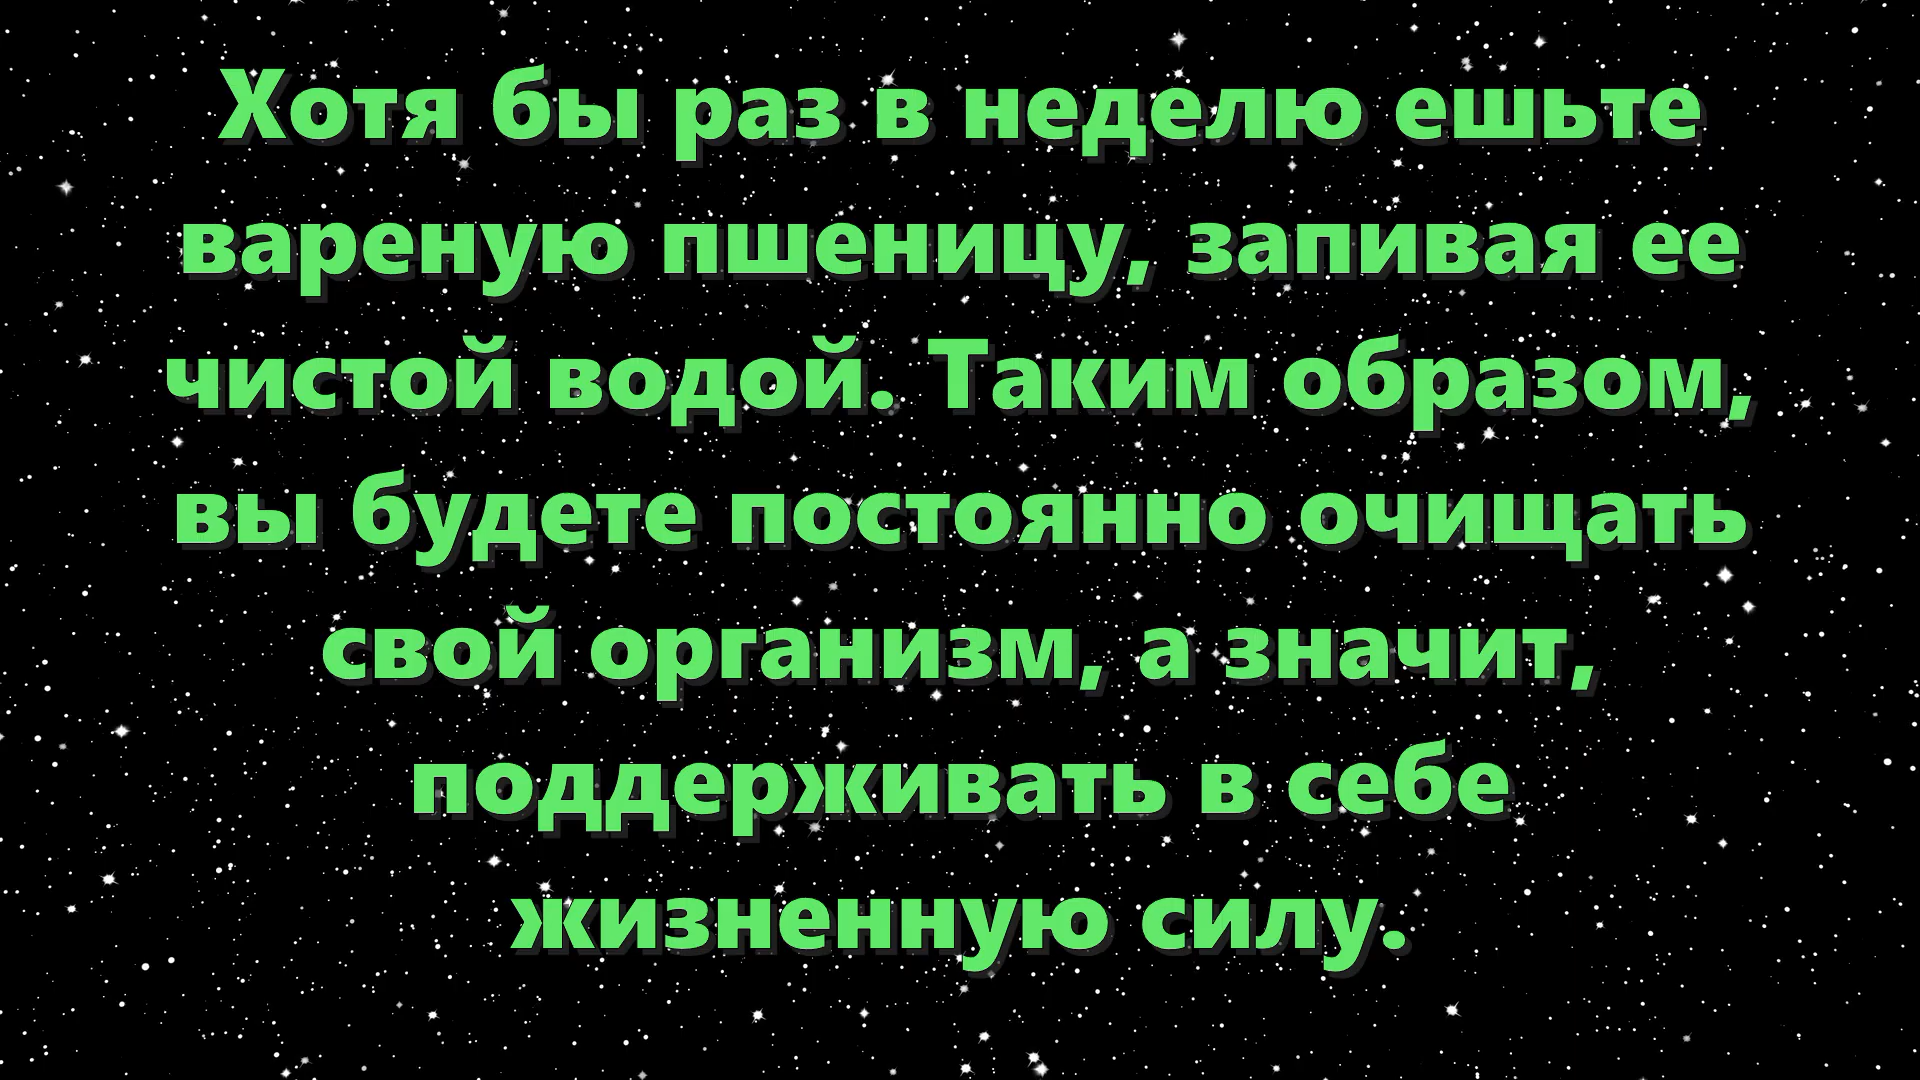 Хотя бы раз в неделю ешьте
вареную пшеницу, запивая ее
чистой водой. Таким образом,
вы будете постоянно очищать
свой организм, а значит,
поддерживать в себе
жизненную силу.